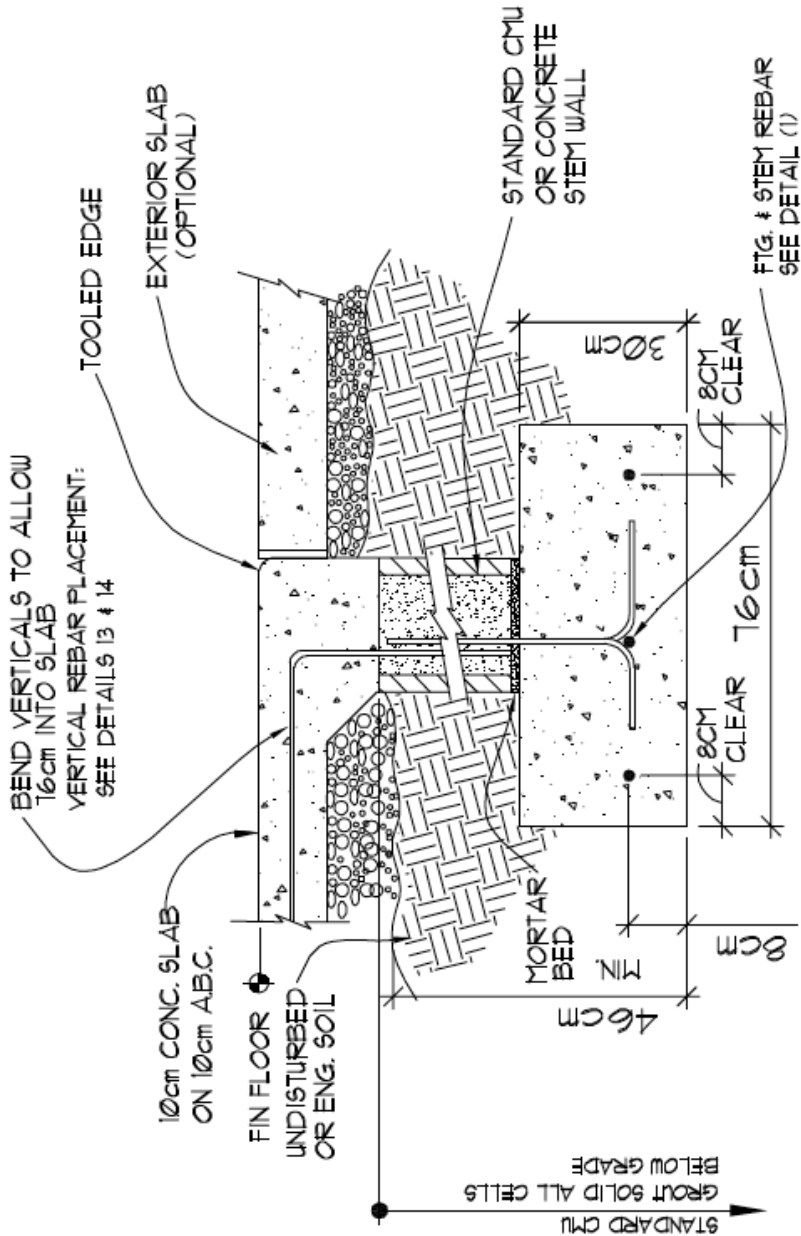 BEND VERTICALS TO ALLOW
76cm INTO SLAB
VERTICAL REBAR PLACEMENT:
SEE DETAILS 13 & 14
TOOLED EDGE
EXTERIOR SLAB
(OPTIONAL)
10cm CONC. SLAB
ON 10cm A.B.C.
FIN FLOOR
UNDISTURBED
OR ENG. SOIL
STANDARD CMU
OR CONCRETE
STEM WALL
MORTAR
BED
MIN.
46cm
8cm
30cm
8CM
CLEAR
8CM
CLEAR
76cm
FTG. & STEM REBAR
SEE DETAIL (1)
STANDARD CMU
GROUT SOLID ALL CELLS
BELOW GRADE